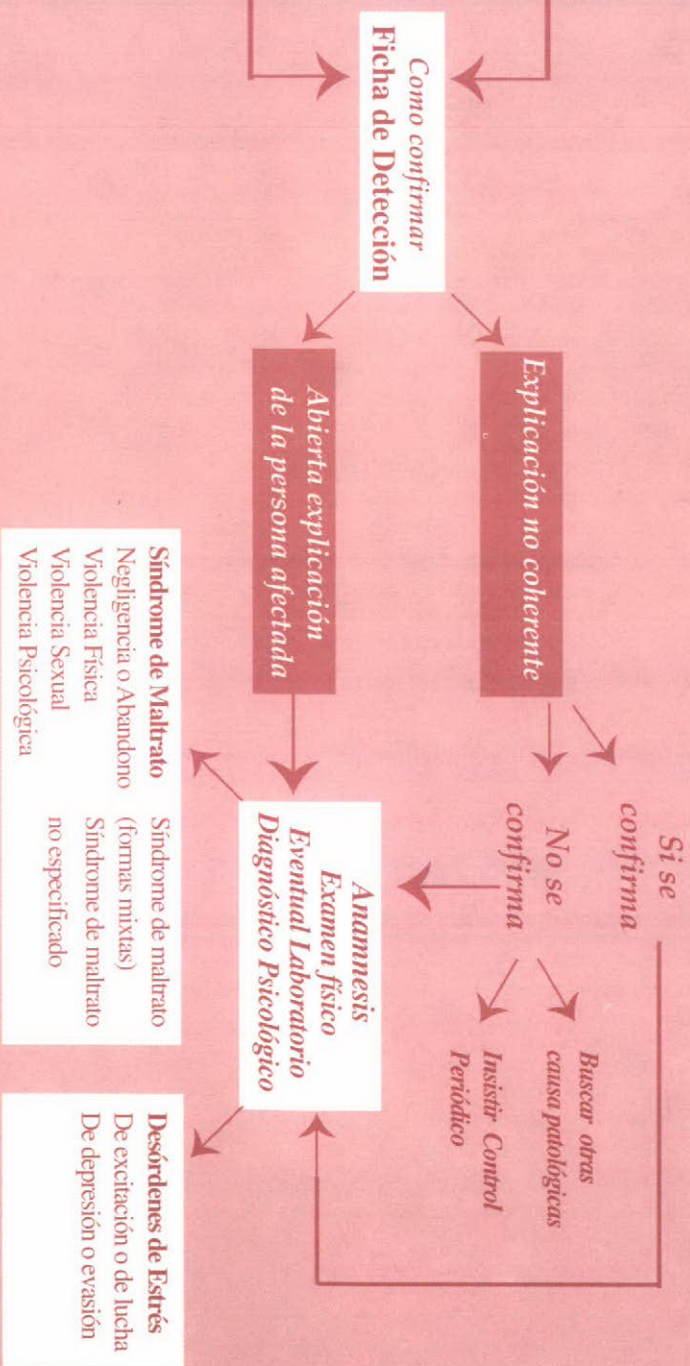 Como confirmar
Ficha de Detección
Explicación no coherente
Abierta explicación
de la persona afectada
Si se
confirma
No se
confirma
Buscar otras
causa patológicas
Insistir Control
Periódico
Anamnesis
Examen físico
Eventual Laboratorio
Diagnóstico Psicológico
Síndrome de Maltrato
Negligencia o Abandono
Violencia Física
Violencia Sexual
Violencia Psicológica
Síndrome de maltrato
(formas mixtas)
Síndrome de maltrato
no especificado
Desórdenes de Estrés
De excitación o de lucha
De depresión o evasión